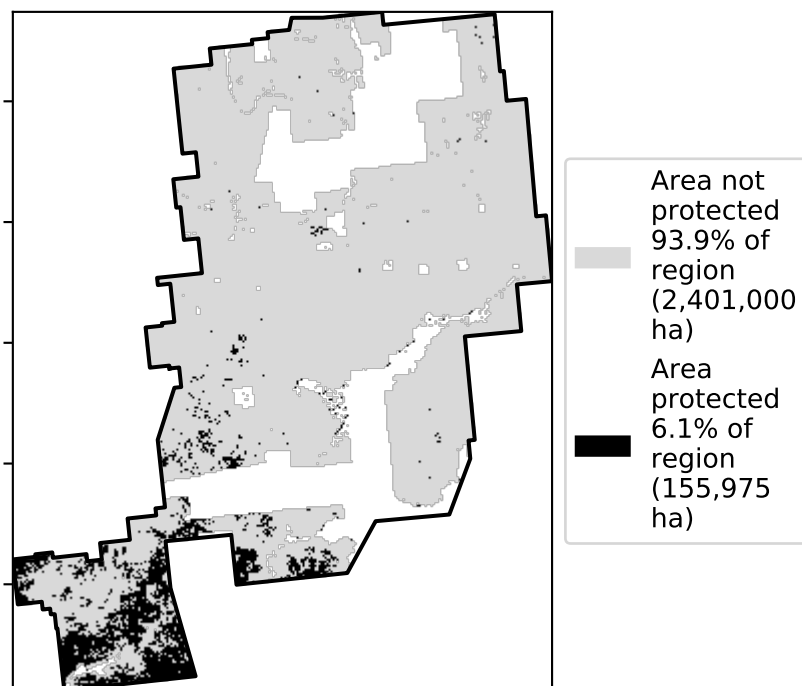 Area not
protected
93.9% of
region
(2,401,000
ha)
Area
protected
6.1% of
region
(155,975
ha)